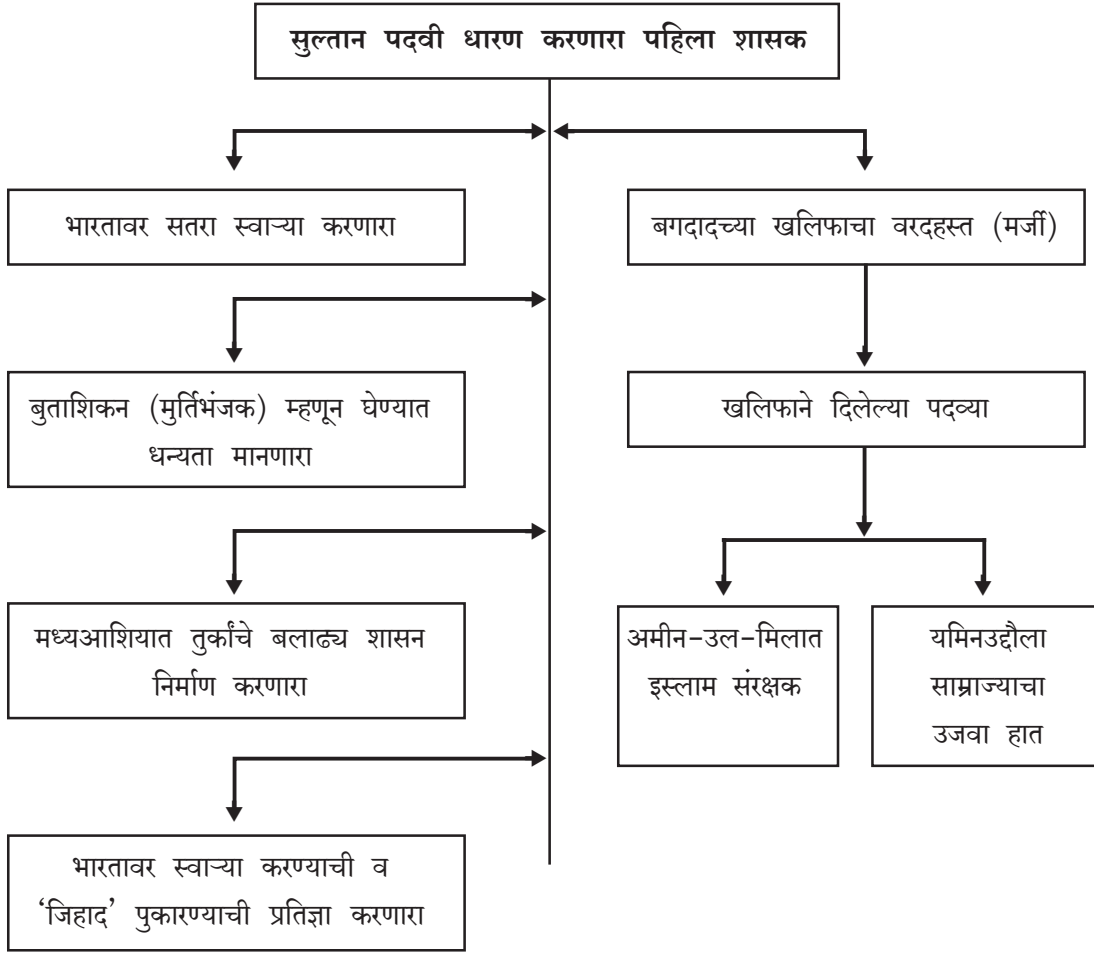 सुल्तान पदवी धारण करणारा पहिला शासक
भारतावर सतरा स्वाऱ्या करणारा
बगदादच्या खलिफाचा वरदहस्त (मर्जी)
बुताशिकन (मुर्तिभंजक) म्हणून घेण्यात
धन्यता मानणारा
खलिफाने दिलेल्या पदव्या
मध्यआशियात तुर्कांचे बलाढ्य शासन
निर्माण करणारा
अमीन-उल-मिलात
इस्लाम संरक्षक
यमिनउद्दौला
साम्राज्याचा
उजवा हात
भारतावर स्वाऱ्या करण्याची व
‘जिहाद’ पुकारण्याची प्रतिज्ञा करणारा